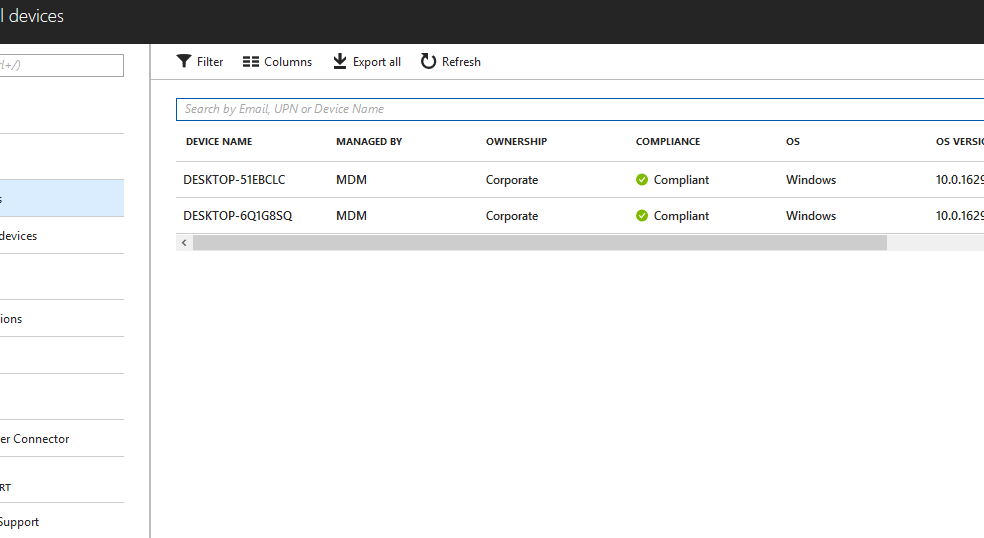 l devices
l+/)
s
devices
ions
er Connector
RT
Support
Filter Columns Export all Refresh
Search by Email, UPN or Device Name
DEVICE NAME MANAGED BY OWNERSHIP COMPLIANCE OS OS VERSIO
DESKTOP-51EBCLC MDM Corporate Compliant Windows 10.0.1629
DESKTOP-6Q1G8SQ MDM Corporate Compliant Windows 10.0.1629